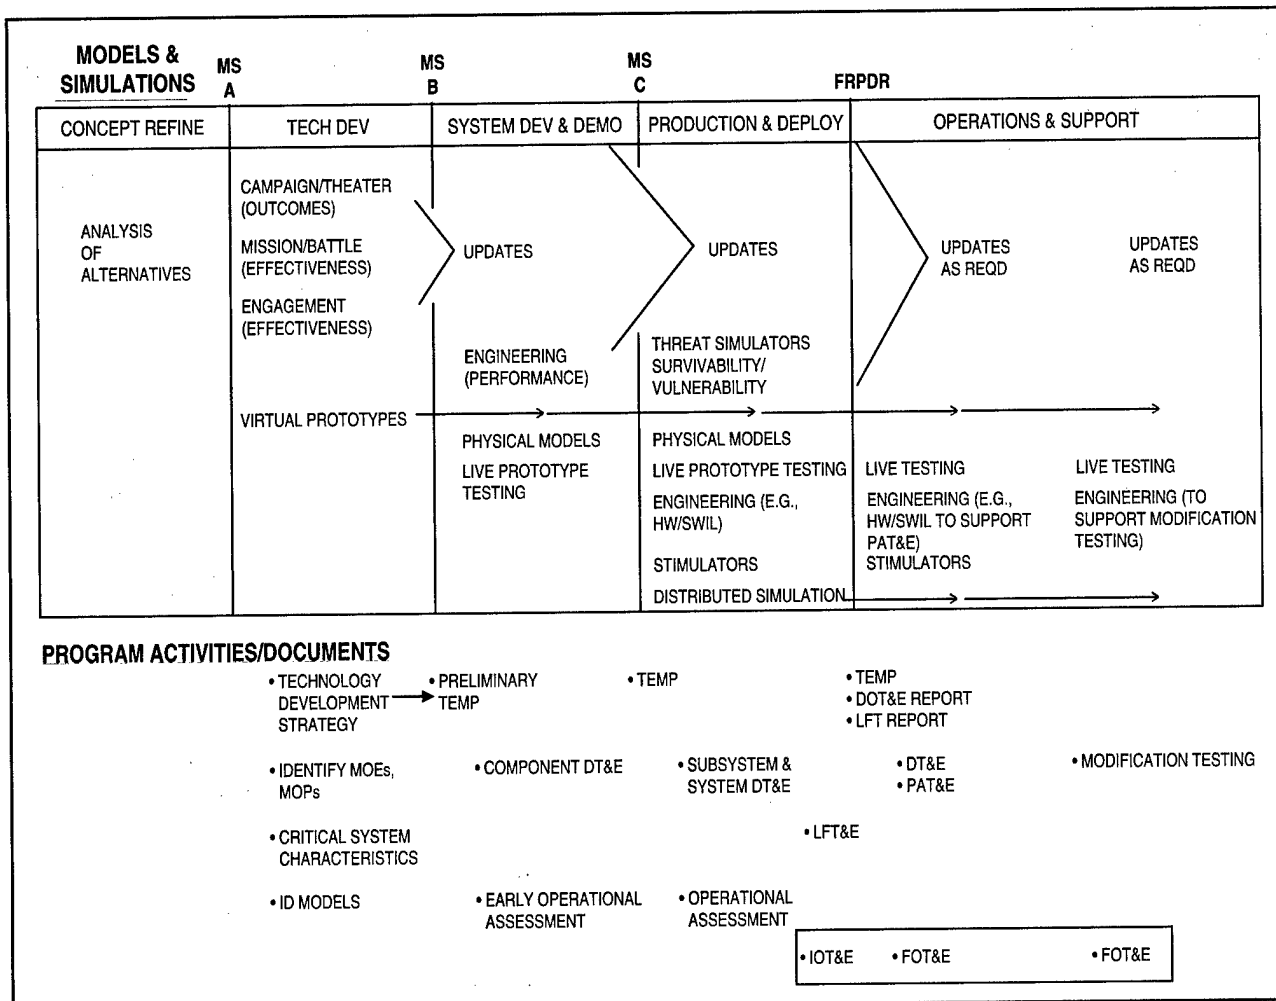 MODELS &
SIMULATIONS
MS
A
MS
B
MS
C
FRPDR
CONCEPT REFINE
TECH DEV
SYSTEM DEV & DEMO
PRODUCTION & DEPLOY
OPERATIONS & SUPPORT
ANALYSIS
OF
ALTERNATIVES
CAMPAIGN/THEATER
(OUTCOMES)
MISSION/BATTLE
(EFFECTIVENESS)
ENGAGEMENT
(EFFECTIVENESS)
VIRTUAL PROTOTYPES
UPDATES
ENGINEERING
(PERFORMANCE)
PHYSICAL MODELS
LIVE PROTOTYPE
TESTING
UPDATES
THREAT SIMULATORS
SURVIVABILITY/
VULNERABILITY
PHYSICAL MODELS
LIVE PROTOTYPE TESTING
ENGINEERING (E.G.,
HW/SWIL)
STIMULATORS
DISTRIBUTED SIMULATION
UPDATES
AS REQD
LIVE TESTING
ENGINEERING (E.G.,
HW/SWIL TO SUPPORT
PAT&E)
STIMULATORS
UPDATES
AS REQD
LIVE TESTING
ENGINEERING (TO
SUPPORT MODIFICATION
TESTING)
PROGRAM ACTIVITIES/DOCUMENTS
• TECHNOLOGY
DEVELOPMENT
STRATEGY
• PRELIMINARY
TEMP
• TEMP
• TEMP
• DOT&E REPORT
• LFT REPORT
• IDENTIFY MOEs,
MOPs
• COMPONENT DT&E
• SUBSYSTEM &
SYSTEM DT&E
• DT&E
• PAT&E
• MODIFICATION TESTING
• CRITICAL SYSTEM
CHARACTERISTICS
• LFT&E
• ID MODELS
• EARLY OPERATIONAL
ASSESSMENT
• OPERATIONAL
ASSESSMENT
• IOT&E
• FOT&E
• FOT&E